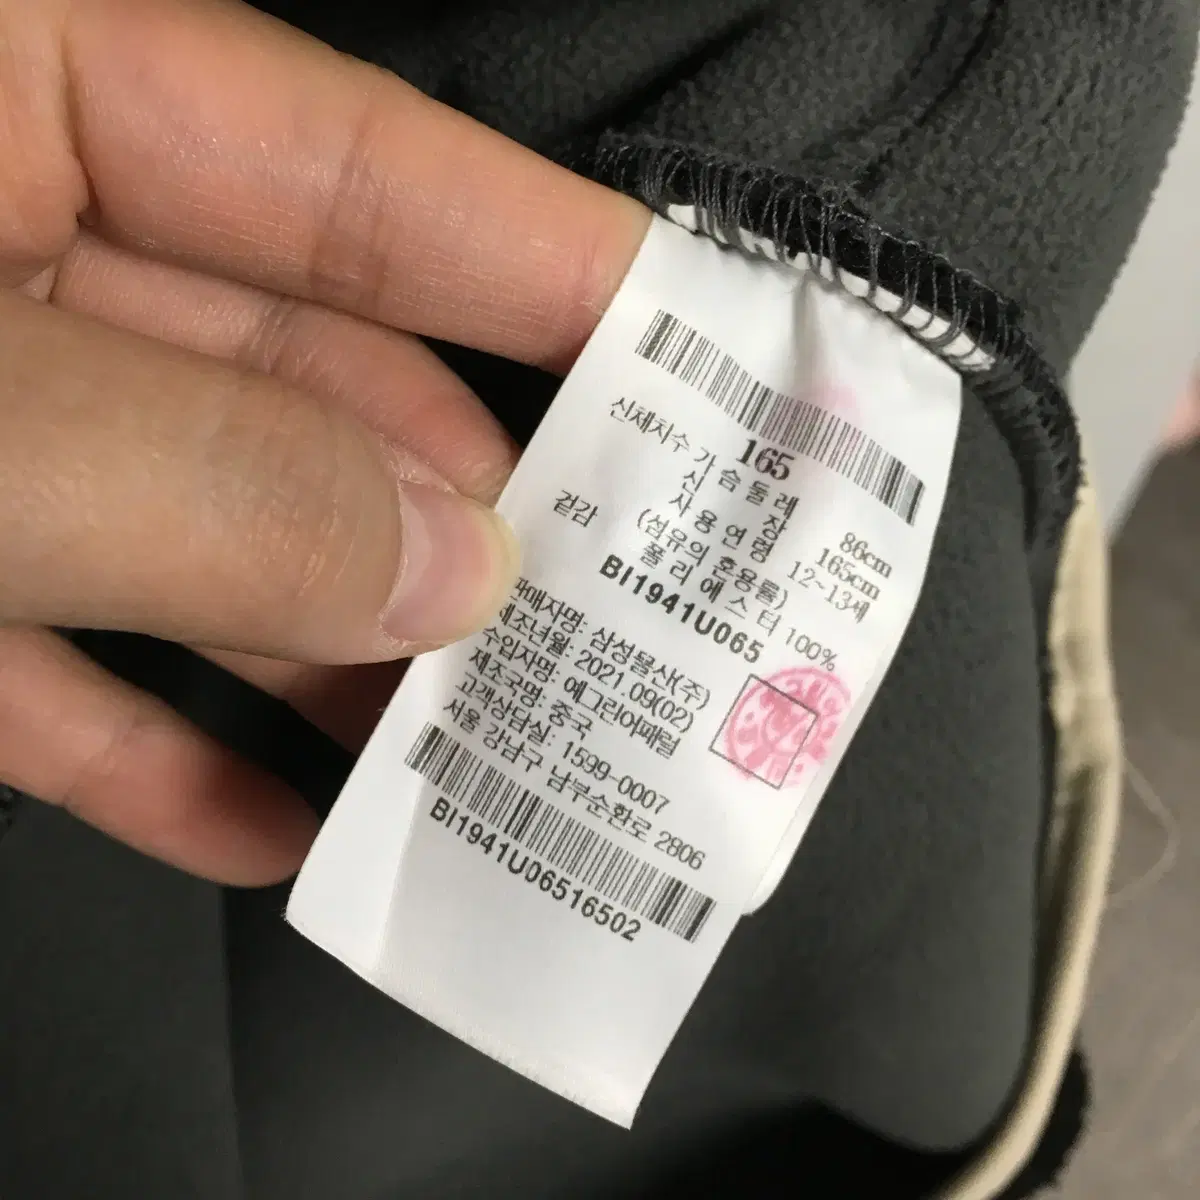 165
신체치수 가슴둘레 86cm
신장 165cm
사용연령 12~13세
(섬유의 혼용률)
겉감 폴리에스터 100%
BI1941U065
판매자명: 삼성물산(주)
제조년월: 2021.09(02)
수입자명: 에그린어패럴
제조국명: 중국
고객상담실: 1599-0007
서울 강남구 남부순환로 2806
BI1941U06516502